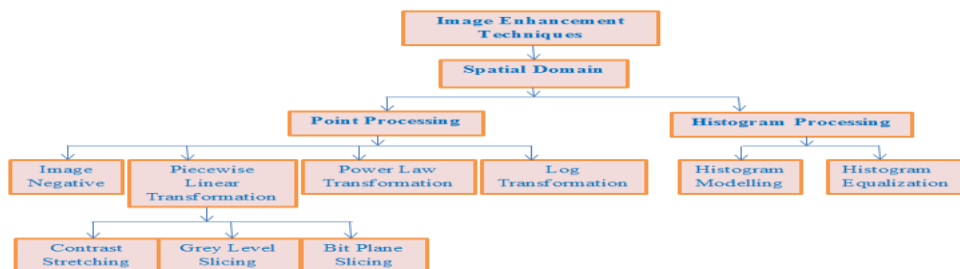 Image Enhancement
Techniques
Spatial Domain
Point Processing
Histogram Processing
Image
Negative
Piecewise
Linear
Transformation
Power Law
Transformation
Log
Transformation
Histogram
Modelling
Histogram
Equalization
Contrast
Stretching
Grey Level
Slicing
Bit Plane
Slicing